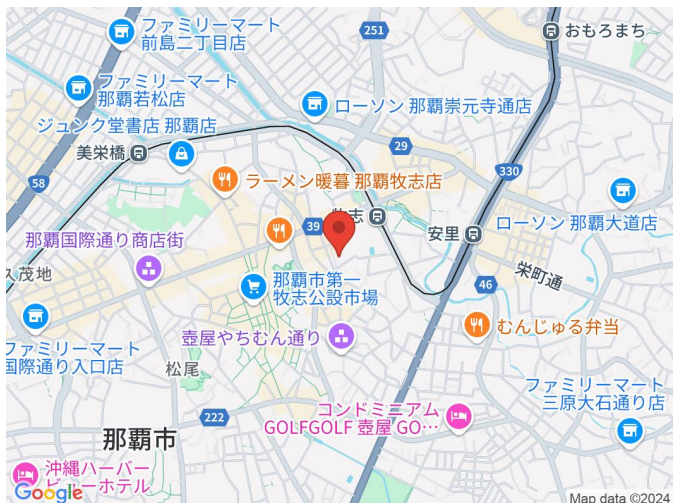 ファミリーマート
前島二丁目店
251
おもろまち
ファミリーマート
那覇若松店
ローソン 那覇崇元寺通店
ジュンク堂書店 那覇店
美栄橋
29
58
330
ラーメン暖暮 那覇牧志店
牧志
39
安里
ローソン 那覇大道店
那覇国際通り商店街
久茂地
栄町通
46
那覇市第一
牧志公設市場
むんじゅる弁当
壺屋やちむん通り
ファミリーマート
国際通り入口店
松尾
ファミリーマート
三原大石通り店
222
コンドミニアム
GOLFGOLF 壺屋 GO…
那覇市
沖縄ハーバー
ビューホテル
Google
Map data ©2024